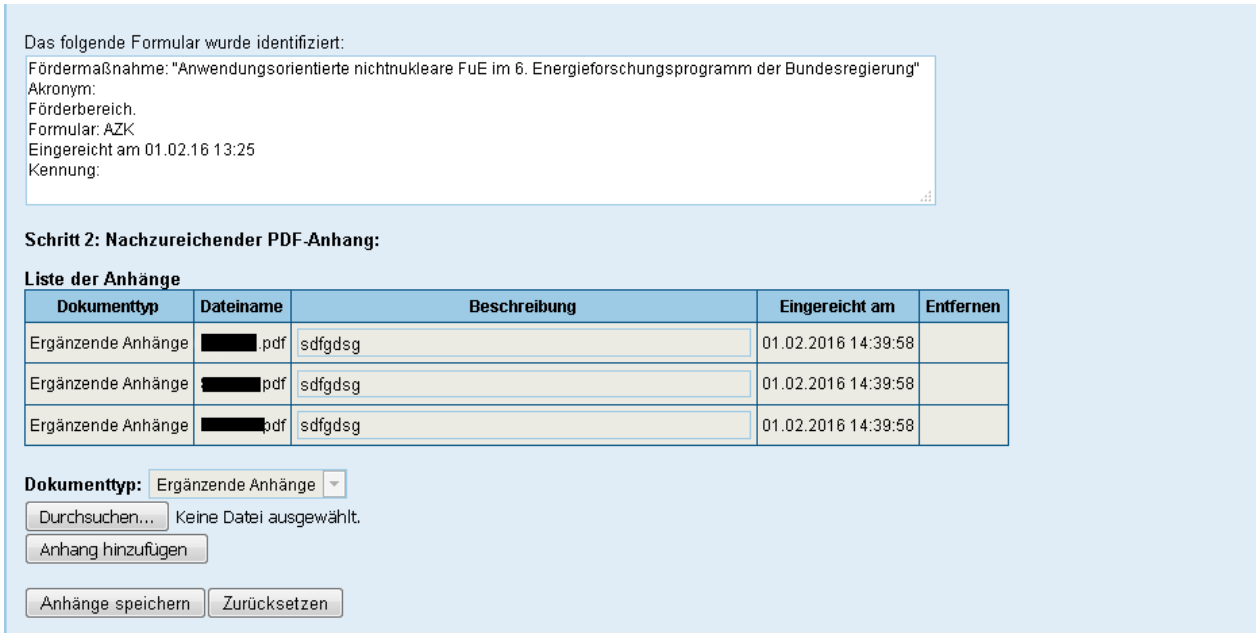 Das folgende Formular wurde identifiziert:
Fördermaßnahme: "Anwendungsorientierte nichtnukleare FuE im 6. Energieforschungsprogramm der Bundesregierung"
Akronym:
Förderbereich.
Formular: AZK
Eingereicht am 01.02.16 13:25
Kennung:
Schritt 2: Nachzureichender PDF-Anhang:
Liste der Anhänge
Dokumenttyp Dateiname Beschreibung Eingereicht am Entfernen
Ergänzende Anhänge .pdf sdfgdsg 01.02.2016 14:39:58
Ergänzende Anhänge pdf sdfgdsg 01.02.2016 14:39:58
Ergänzende Anhänge pdf sdfgdsg 01.02.2016 14:39:58
Dokumenttyp: Ergänzende Anhänge
Durchsuchen... Keine Datei ausgewählt.
Anhang hinzufügen
Anhänge speichern Zurücksetzen